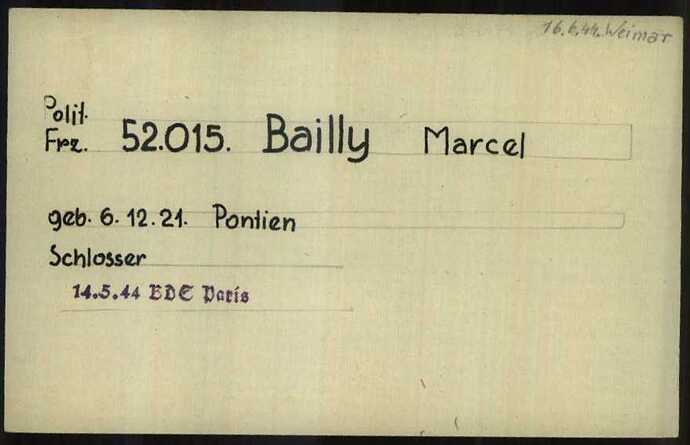 16.6.44. Weimar
Polit.
Frz. 52.015. Bailly Marcel
geb. 6.12.21. Pontien
Schlosser
14.5.44 BDS Paris